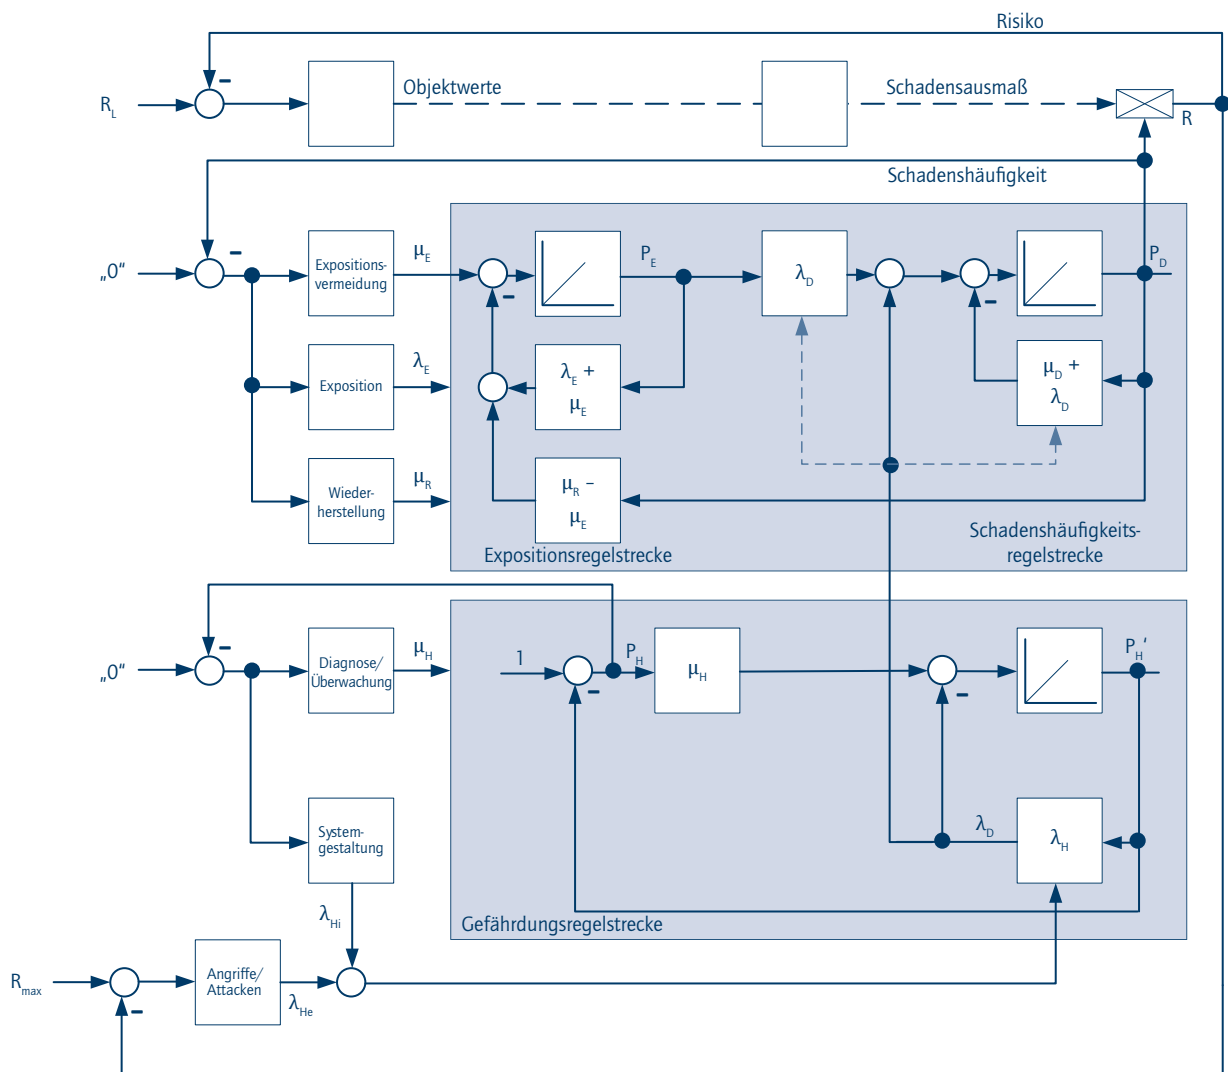 Risiko
−
R_L
Objektwerte
Schadensausmaß
R
Schadenshäufigkeit
−
„0“
Expositions-
vermeidung
μ_E
−
P_E
λ_D
−
P_D
Exposition
λ_E
λ_E +
μ_E
μ_D +
λ_D
Wieder-
herstellung
μ_R
μ_R −
μ_E
Expositionsregelstrecke
Schadenshäufigkeits-
regelstrecke
−
„0“
Diagnose/
Überwachung
μ_H
1
−
P_H
μ_H
−
P_H'
System-
gestaltung
λ_D
λ_H
λ_Hi
Gefährdungsregelstrecke
R_max
−
Angriffe/
Attacken
λ_He